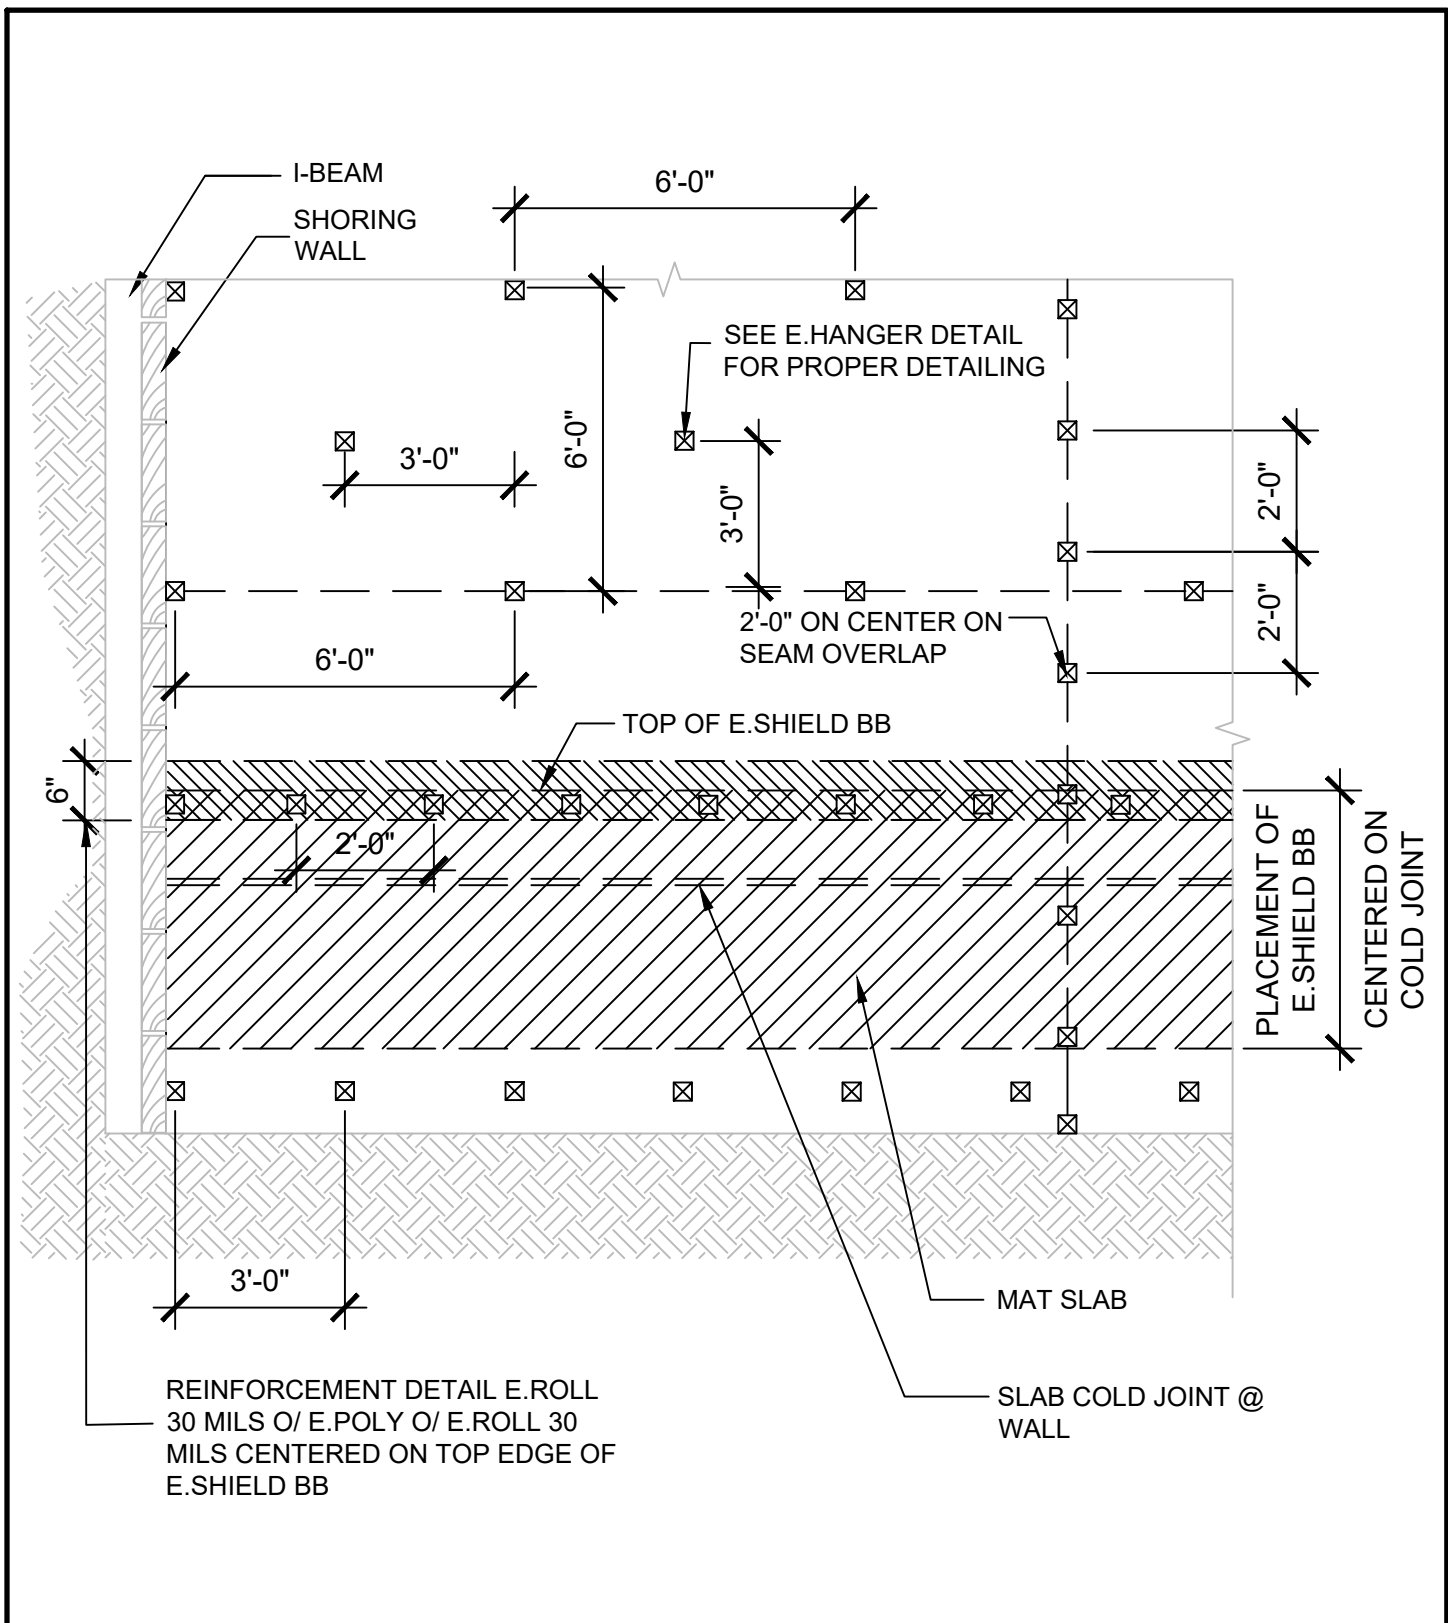 I-BEAM
6'-0"
SHORING
WALL
SEE E.HANGER DETAIL
FOR PROPER DETAILING
6'-0"
3'-0"
3'-0"
2'-0"
2'-0"
2'-0" ON CENTER ON
SEAM OVERLAP
6'-0"
TOP OF E.SHIELD BB
6"
2'-0"
PLACEMENT OF
E.SHIELD BB
CENTERED ON
COLD JOINT
3'-0"
MAT SLAB
REINFORCEMENT DETAIL E.ROLL
30 MILS O/ E.POLY O/ E.ROLL 30
MILS CENTERED ON TOP EDGE OF
E.SHIELD BB
SLAB COLD JOINT @
WALL